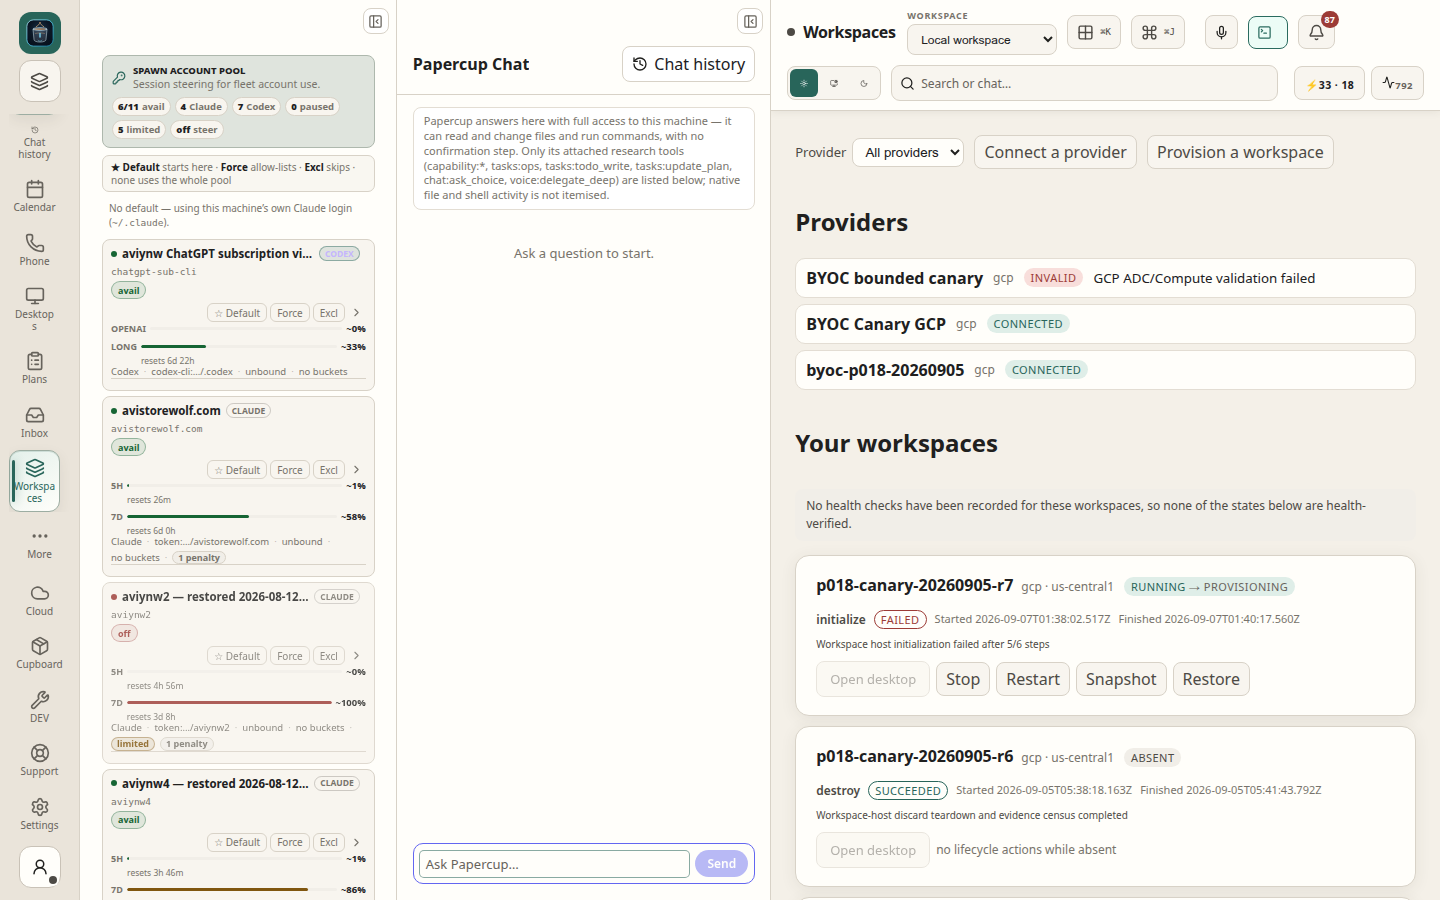 Chat
history
Calendar
Phone
Desktop
s
Plans
Inbox
Workspa
ces
More
Cloud
Cupboard
DEV
Support
Settings
SPAWN ACCOUNT POOL
Session steering for fleet account use.
6/11 avail
4 Claude
7 Codex
0 paused
5 limited
off steer
★ Default starts here · Force allow-lists · Excl skips ·
none uses the whole pool
No default — using this machine's own Claude login
(~/.claude).
aviynw ChatGPT subscription vi...
CODEX
chatgpt-sub-cli
avail
☆ Default
Force
Excl
OPENAI
~0%
LONG
~33%
resets 6d 22h
Codex · codex-cli:.../.codex · unbound · no buckets
avistorewolf.com
CLAUDE
avistorewolf.com
avail
☆ Default
Force
Excl
5H
~1%
resets 26m
7D
~58%
resets 6d 0h
Claude · token:.../avistorewolf.com · unbound ·
no buckets · 1 penalty
aviynw2 — restored 2026-08-12...
CLAUDE
aviynw2
off
☆ Default
Force
Excl
5H
~0%
resets 4h 56m
7D
~100%
resets 3d 8h
Claude · token:.../aviynw2 · unbound · no buckets ·
limited
1 penalty
aviynw4 — restored 2026-08-12...
CLAUDE
aviynw4
avail
☆ Default
Force
Excl
5H
~1%
resets 3h 46m
7D
~86%
Papercup Chat
Chat history
Papercup answers here with full access to this machine — it
can read and change files and run commands, with no
confirmation step. Only its attached research tools
(capability:*, tasks:ops, tasks:todo_write, tasks:update_plan,
chat:ask_choice, voice:delegate_deep) are listed below; native
file and shell activity is not itemised.
Ask a question to start.
Ask Papercup...
Send
Workspaces
WORKSPACE
Local workspace
⌘K
⌘J
87
Search or chat...
⚡33 · 18
792
Provider
All providers
Connect a provider
Provision a workspace
Providers
BYOC bounded canary gcp INVALID GCP ADC/Compute validation failed
BYOC Canary GCP gcp CONNECTED
byoc-p018-20260905 gcp CONNECTED
Your workspaces
No health checks have been recorded for these workspaces, so none of the states below are health-
verified.
p018-canary-20260905-r7 gcp · us-central1 RUNNING → PROVISIONING
initialize FAILED Started 2026-09-07T01:38:02.517Z Finished 2026-09-07T01:40:17.560Z
Workspace host initialization failed after 5/6 steps
Open desktop
Stop
Restart
Snapshot
Restore
p018-canary-20260905-r6 gcp · us-central1 ABSENT
destroy SUCCEEDED Started 2026-09-05T05:38:18.163Z Finished 2026-09-05T05:41:43.792Z
Workspace-host discard teardown and evidence census completed
Open desktop
no lifecycle actions while absent